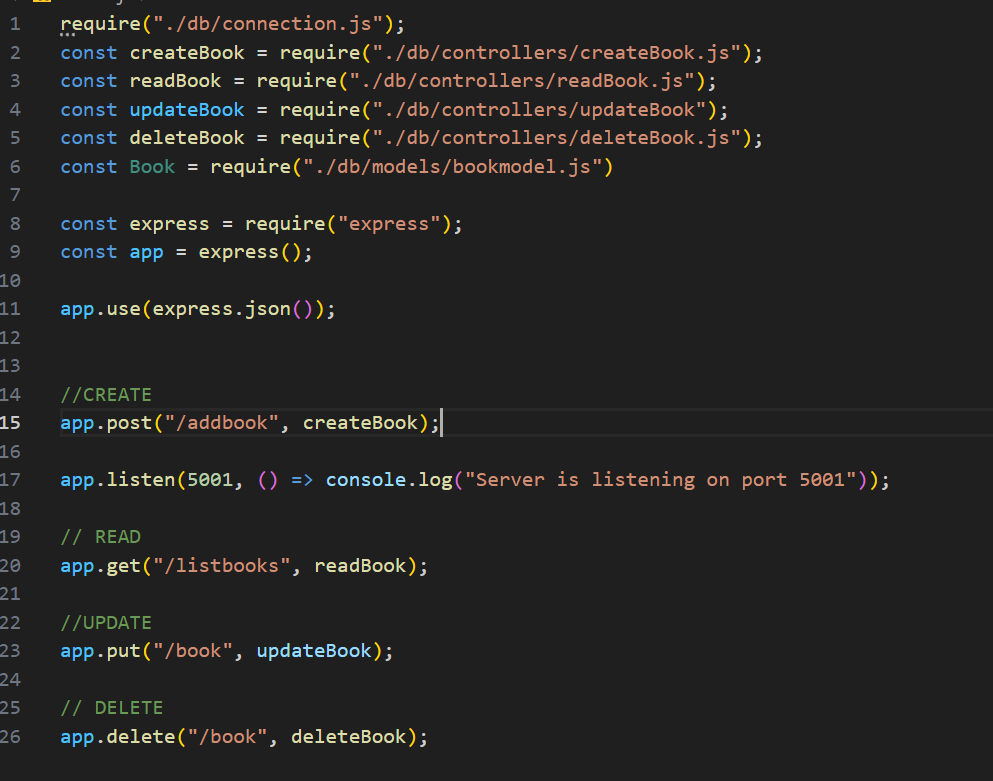 1 require("./db/connection.js");
2 const createBook = require("./db/controllers/createBook.js");
3 const readBook = require("./db/controllers/readBook.js");
4 const updateBook = require("./db/controllers/updateBook");
5 const deleteBook = require("./db/controllers/deleteBook.js");
6 const Book = require("./db/models/bookmodel.js")
7
8 const express = require("express");
9 const app = express();
10
11 app.use(express.json());
12
13
14 //CREATE
15 app.post("/addbook", createBook);
16
17 app.listen(5001, () => console.log("Server is listening on port 5001"));
18
19 // READ
20 app.get("/listbooks", readBook);
21
22 //UPDATE
23 app.put("/book", updateBook);
24
25 // DELETE
26 app.delete("/book", deleteBook);